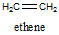 H₂C=CH₂
ethene